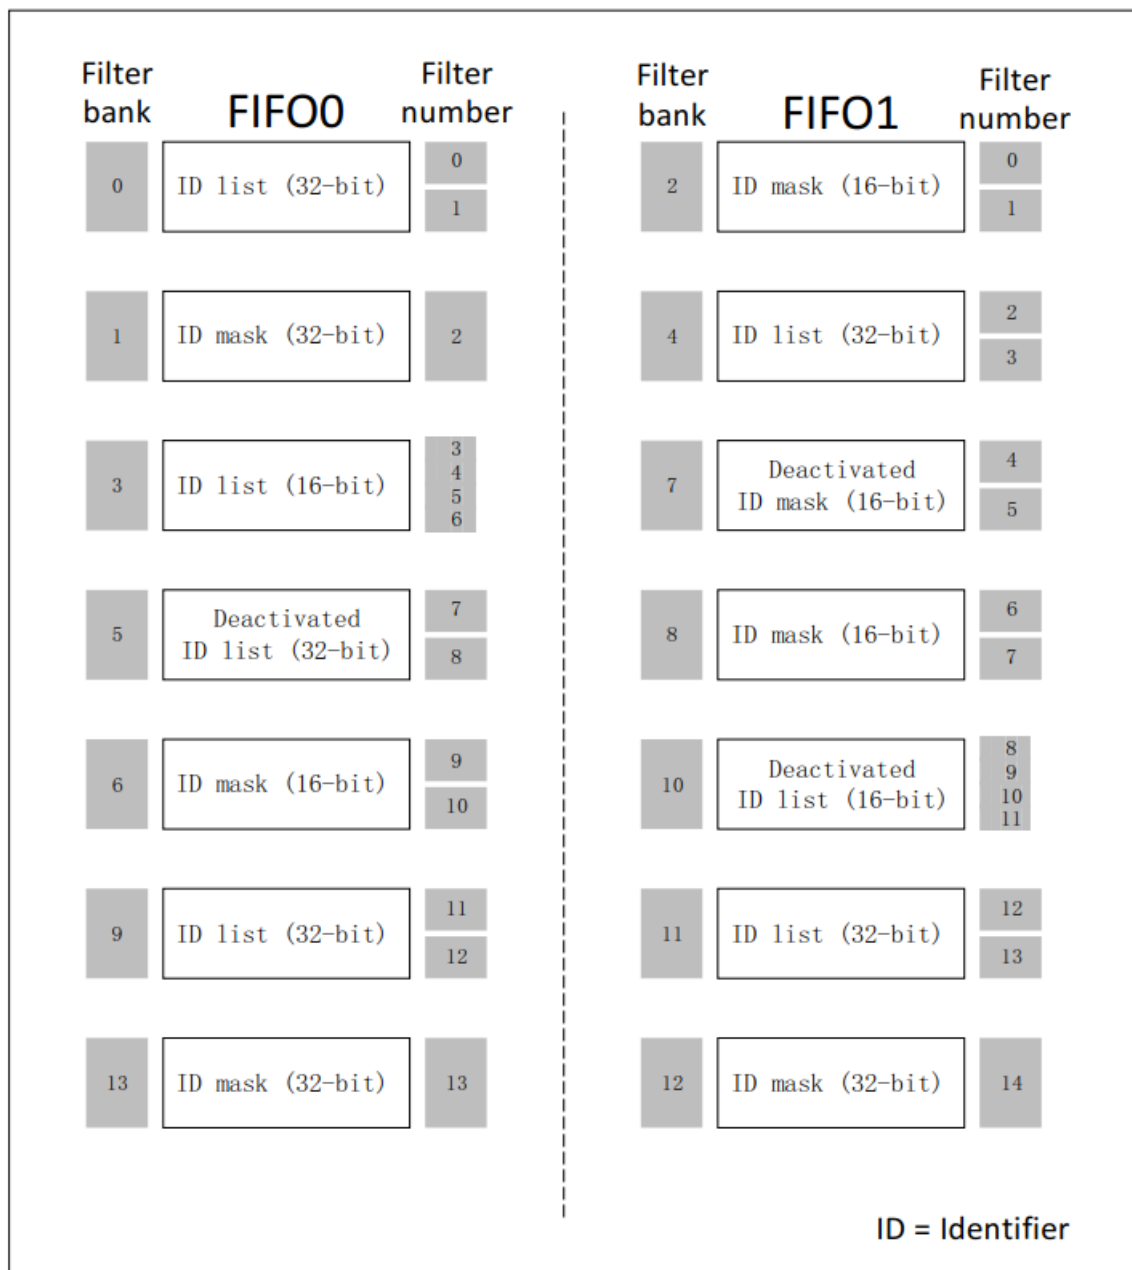 Filter
bank
FIFO0
Filter
number
0
ID list (32-bit)
0
1
1
ID mask (32-bit)
2
3
ID list (16-bit)
3
4
5
6
5
Deactivated
ID list (32-bit)
7
8
6
ID mask (16-bit)
9
10
9
ID list (32-bit)
11
12
13
ID mask (32-bit)
13
Filter
bank
FIFO1
Filter
number
2
ID mask (16-bit)
0
1
4
ID list (32-bit)
2
3
7
Deactivated
ID mask (16-bit)
4
5
8
ID mask (16-bit)
6
7
10
Deactivated
ID list (16-bit)
8
9
10
11
11
ID list (32-bit)
12
13
12
ID mask (32-bit)
14
ID = Identifier